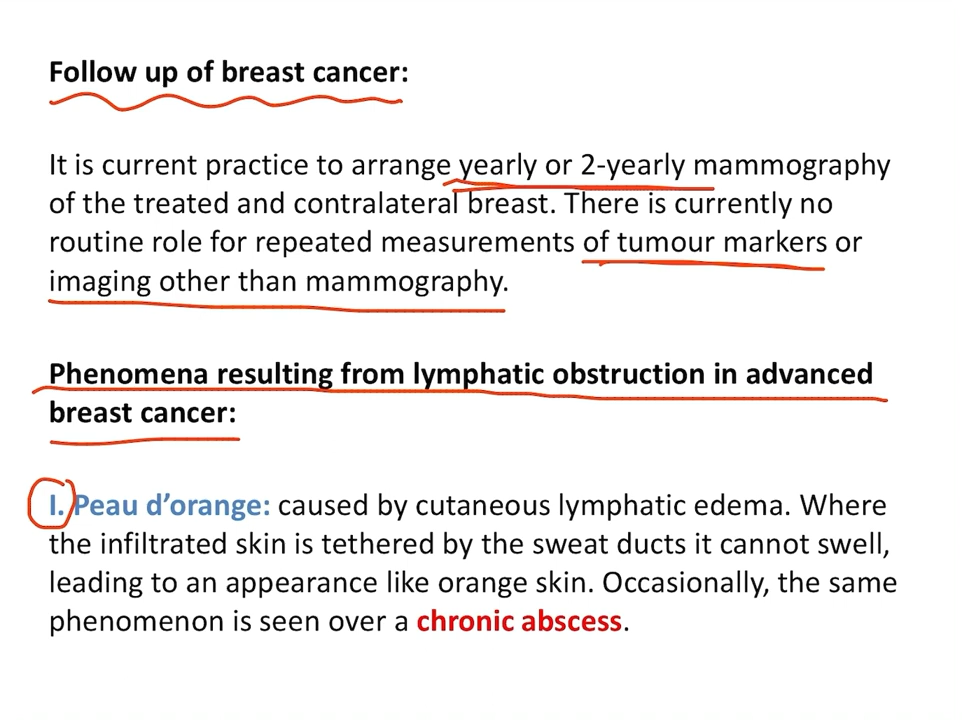 Follow up of breast cancer:
It is current practice to arrange yearly or 2-yearly mammography
of the treated and contralateral breast. There is currently no
routine role for repeated measurements of tumour markers or
imaging other than mammography.
Phenomena resulting from lymphatic obstruction in advanced
breast cancer:
I. Peau d’orange: caused by cutaneous lymphatic edema. Where
the infiltrated skin is tethered by the sweat ducts it cannot swell,
leading to an appearance like orange skin. Occasionally, the same
phenomenon is seen over a chronic abscess.